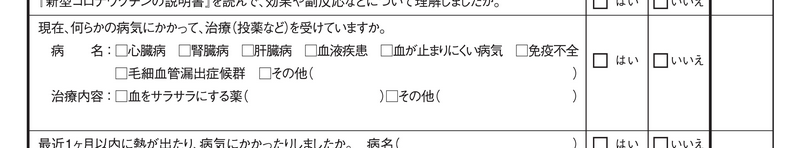 『新型コロナワクチンの説明書』を読んで、効果や副反応などについて理解しましたか。 □ はい □ いいえ
現在、何らかの病気にかかって、治療（投薬など）を受けていますか。
病　名：□心臓病 □腎臓病 □肝臓病 □血液疾患 □血が止まりにくい病気 □免疫不全
□毛細血管漏出症候群 □その他（　　）
□ はい □ いいえ
治療内容：□血をサラサラにする薬（　　）□その他（　　）
最近1ヶ月以内に熱が出たり、病気にかかったりしましたか。 病名（　　） □ はい □ いいえ